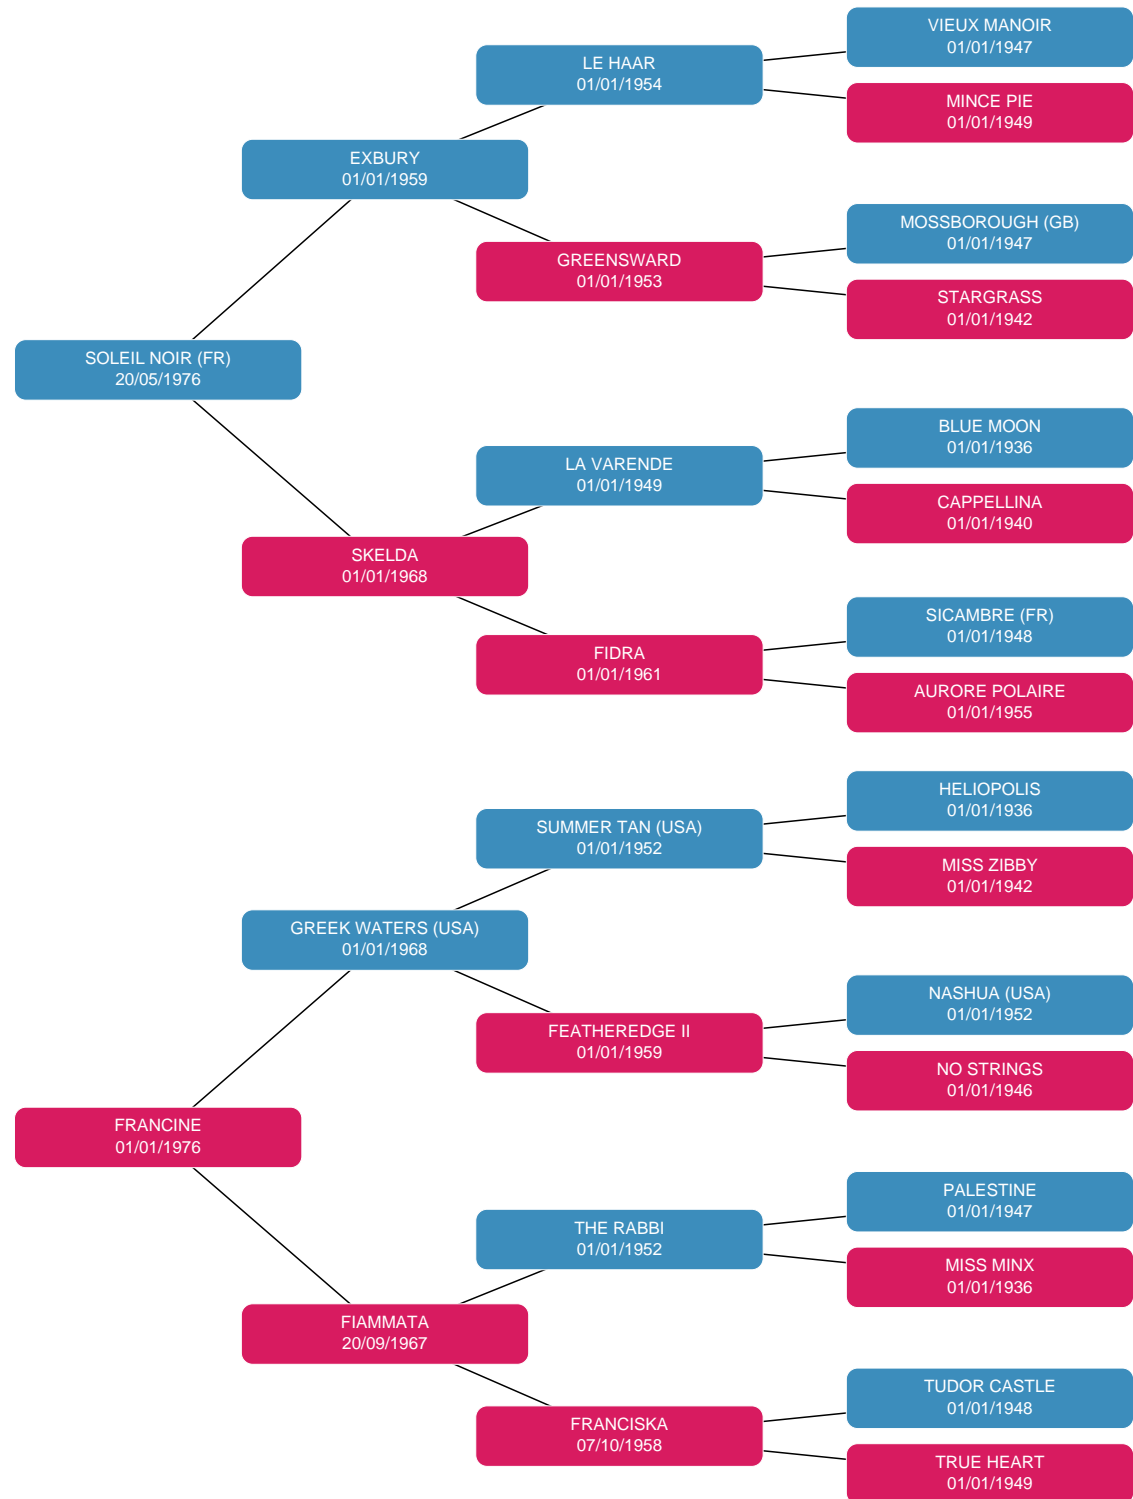 VIEUX MANOIR
01/01/1947
LE HAAR
01/01/1954
MINCE PIE
01/01/1949
EXBURY
01/01/1959
MOSSBOROUGH (GB)
01/01/1947
GREENSWARD
01/01/1953
STARGRASS
01/01/1942
SOLEIL NOIR (FR)
20/05/1976
BLUE MOON
01/01/1936
LA VARENDE
01/01/1949
CAPPELLINA
01/01/1940
SKELDA
01/01/1968
SICAMBRE (FR)
01/01/1948
FIDRA
01/01/1961
AURORE POLAIRE
01/01/1955
HELIOPOLIS
01/01/1936
SUMMER TAN (USA)
01/01/1952
MISS ZIBBY
01/01/1942
GREEK WATERS (USA)
01/01/1968
NASHUA (USA)
01/01/1952
FEATHEREDGE II
01/01/1959
NO STRINGS
01/01/1946
FRANCINE
01/01/1976
PALESTINE
01/01/1947
THE RABBI
01/01/1952
MISS MINX
01/01/1936
FIAMMATA
20/09/1967
TUDOR CASTLE
01/01/1948
FRANCISKA
07/10/1958
TRUE HEART
01/01/1949